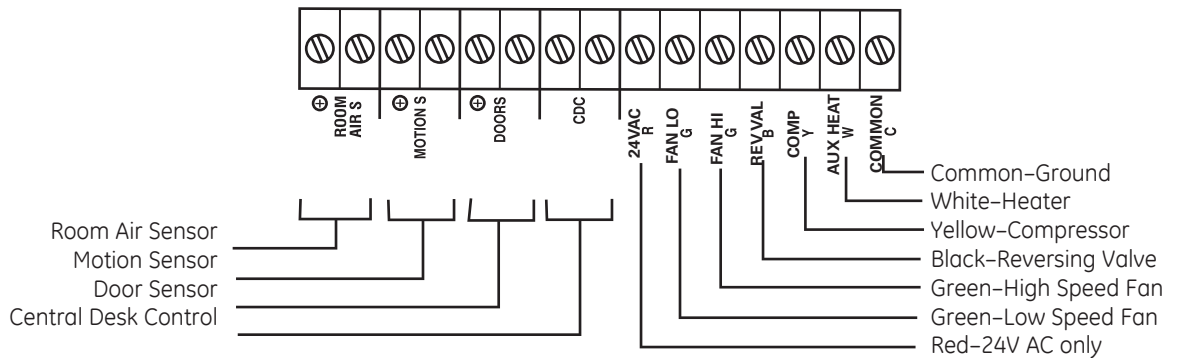 ⊕ ROOM
AIR S
⊕ MOTION S
⊕ DOORS
CDC
24VAC
R
FAN LO
G
FAN HI
G
REV VAL
B
COMP
Y
AUX HEAT
W
COMMON
C
Room Air Sensor
Motion Sensor
Door Sensor
Central Desk Control
Common–Ground
White–Heater
Yellow–Compressor
Black–Reversing Valve
Green–High Speed Fan
Green–Low Speed Fan
Red–24V AC only